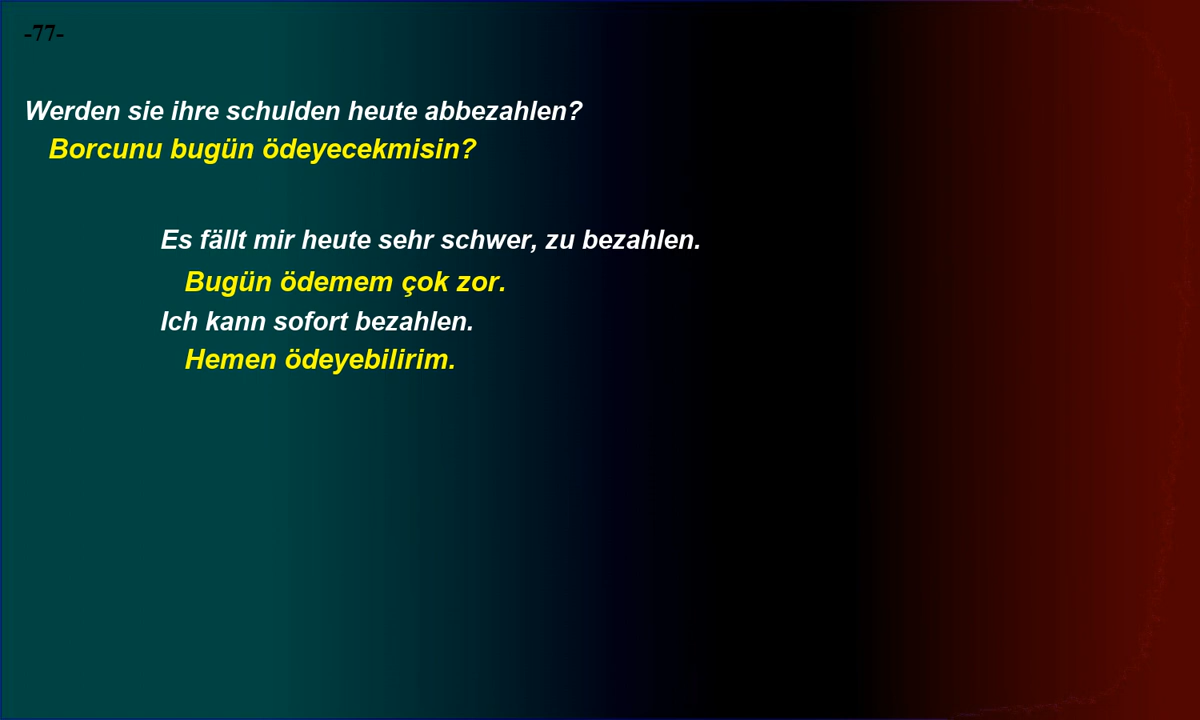 -77-
Werden sie ihre schulden heute abbezahlen?
Borcunu bugün ödeyecekmisin?
Es fällt mir heute sehr schwer, zu bezahlen.
Bugün ödemem çok zor.
Ich kann sofort bezahlen.
Hemen ödeyebilirim.